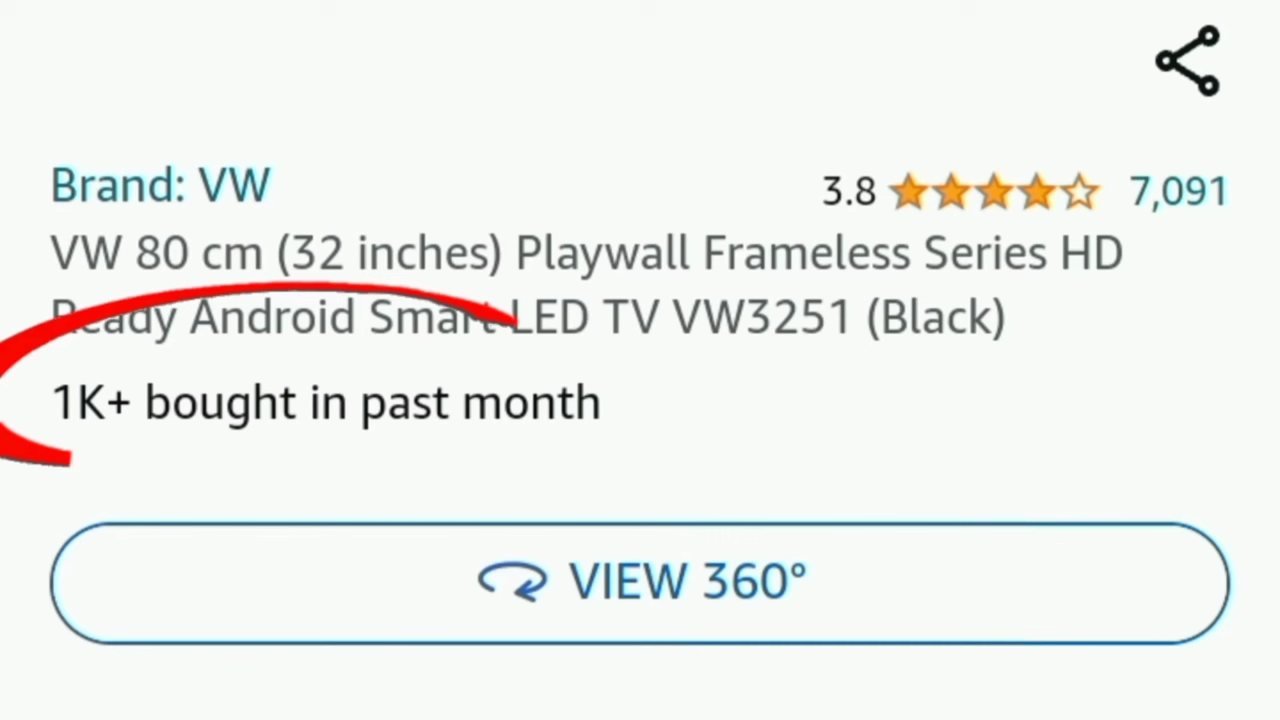 Brand: VW
3.8 7,091
VW 80 cm (32 inches) Playwall Frameless Series HD
Ready Android Smart LED TV VW3251 (Black)
1K+ bought in past month
VIEW 360°